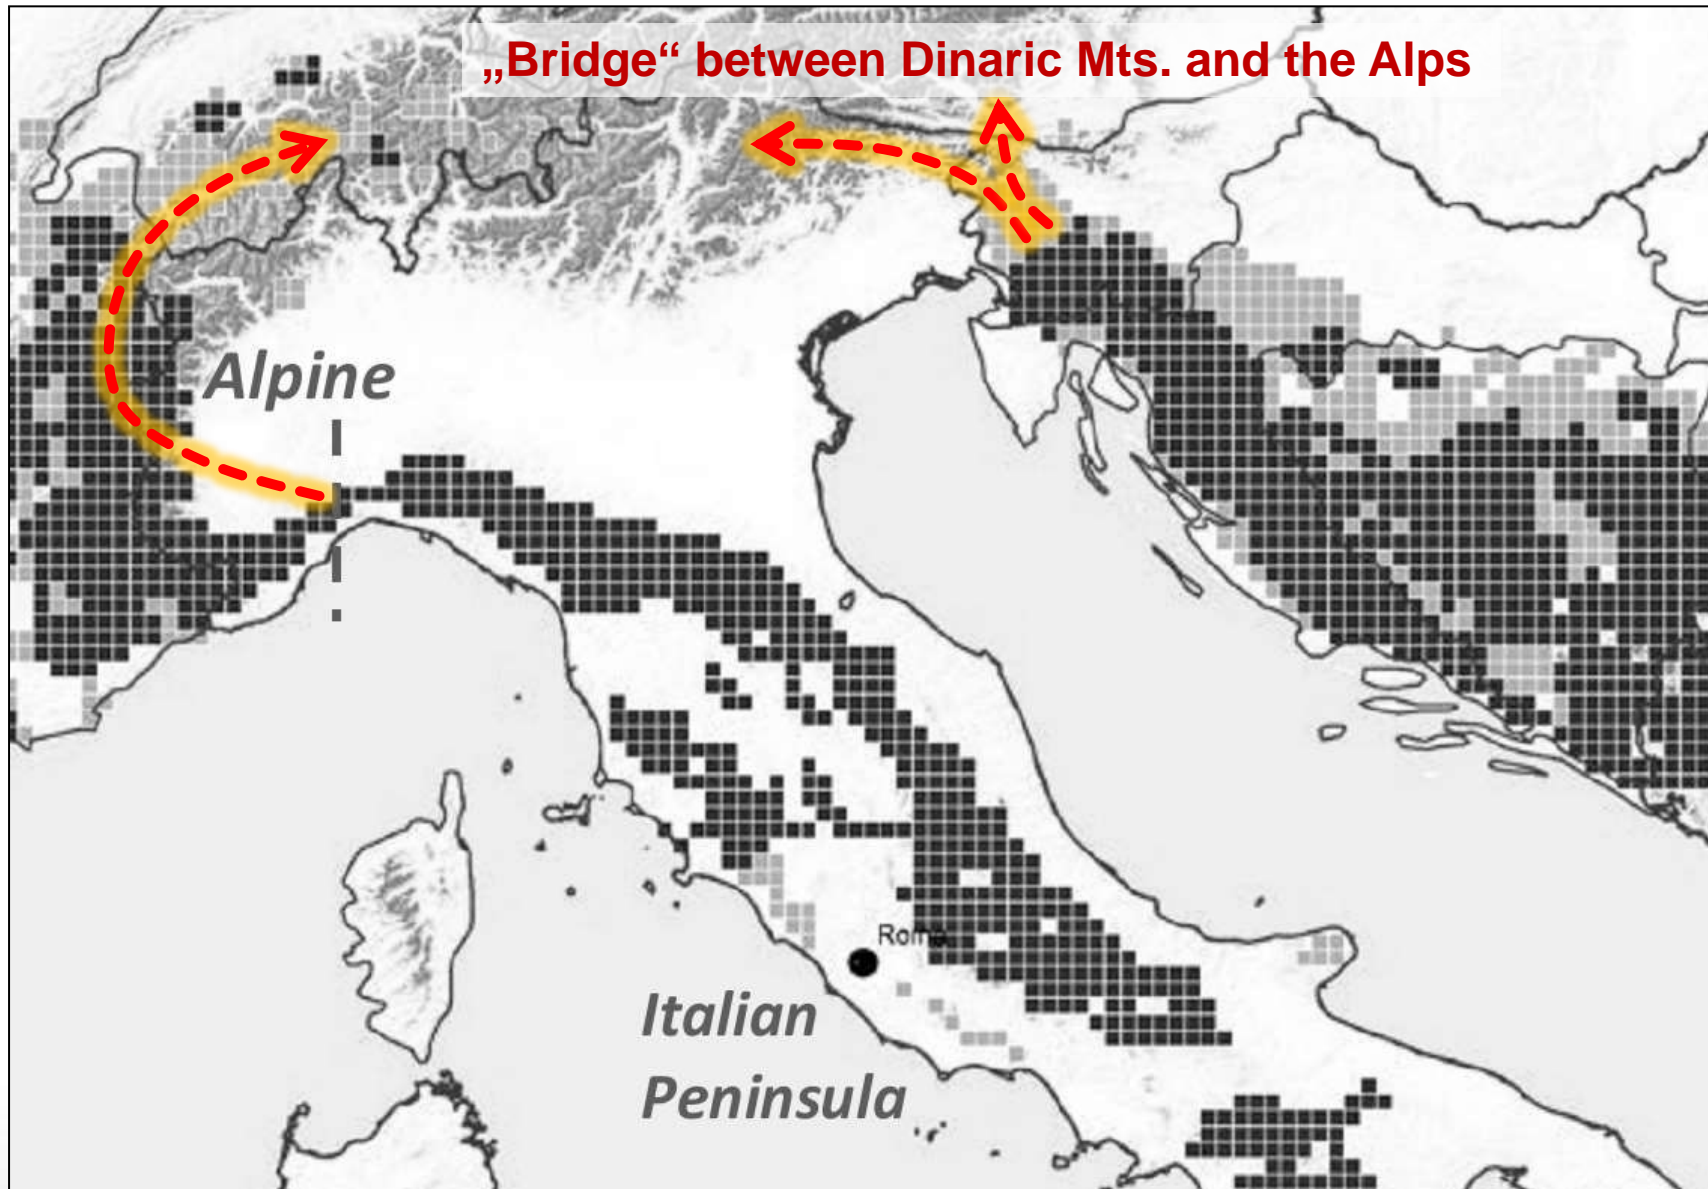 „Bridge“ between Dinaric Mts. and the Alps
Alpine
Roma
Italian
Peninsula